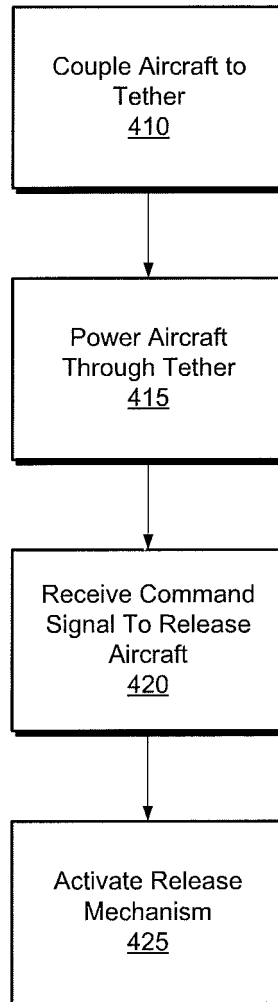 Couple Aircraft to
Tether
410
Power Aircraft
Through Tether
415
Receive Command
Signal To Release
Aircraft
420
Activate Release
Mechanism
425